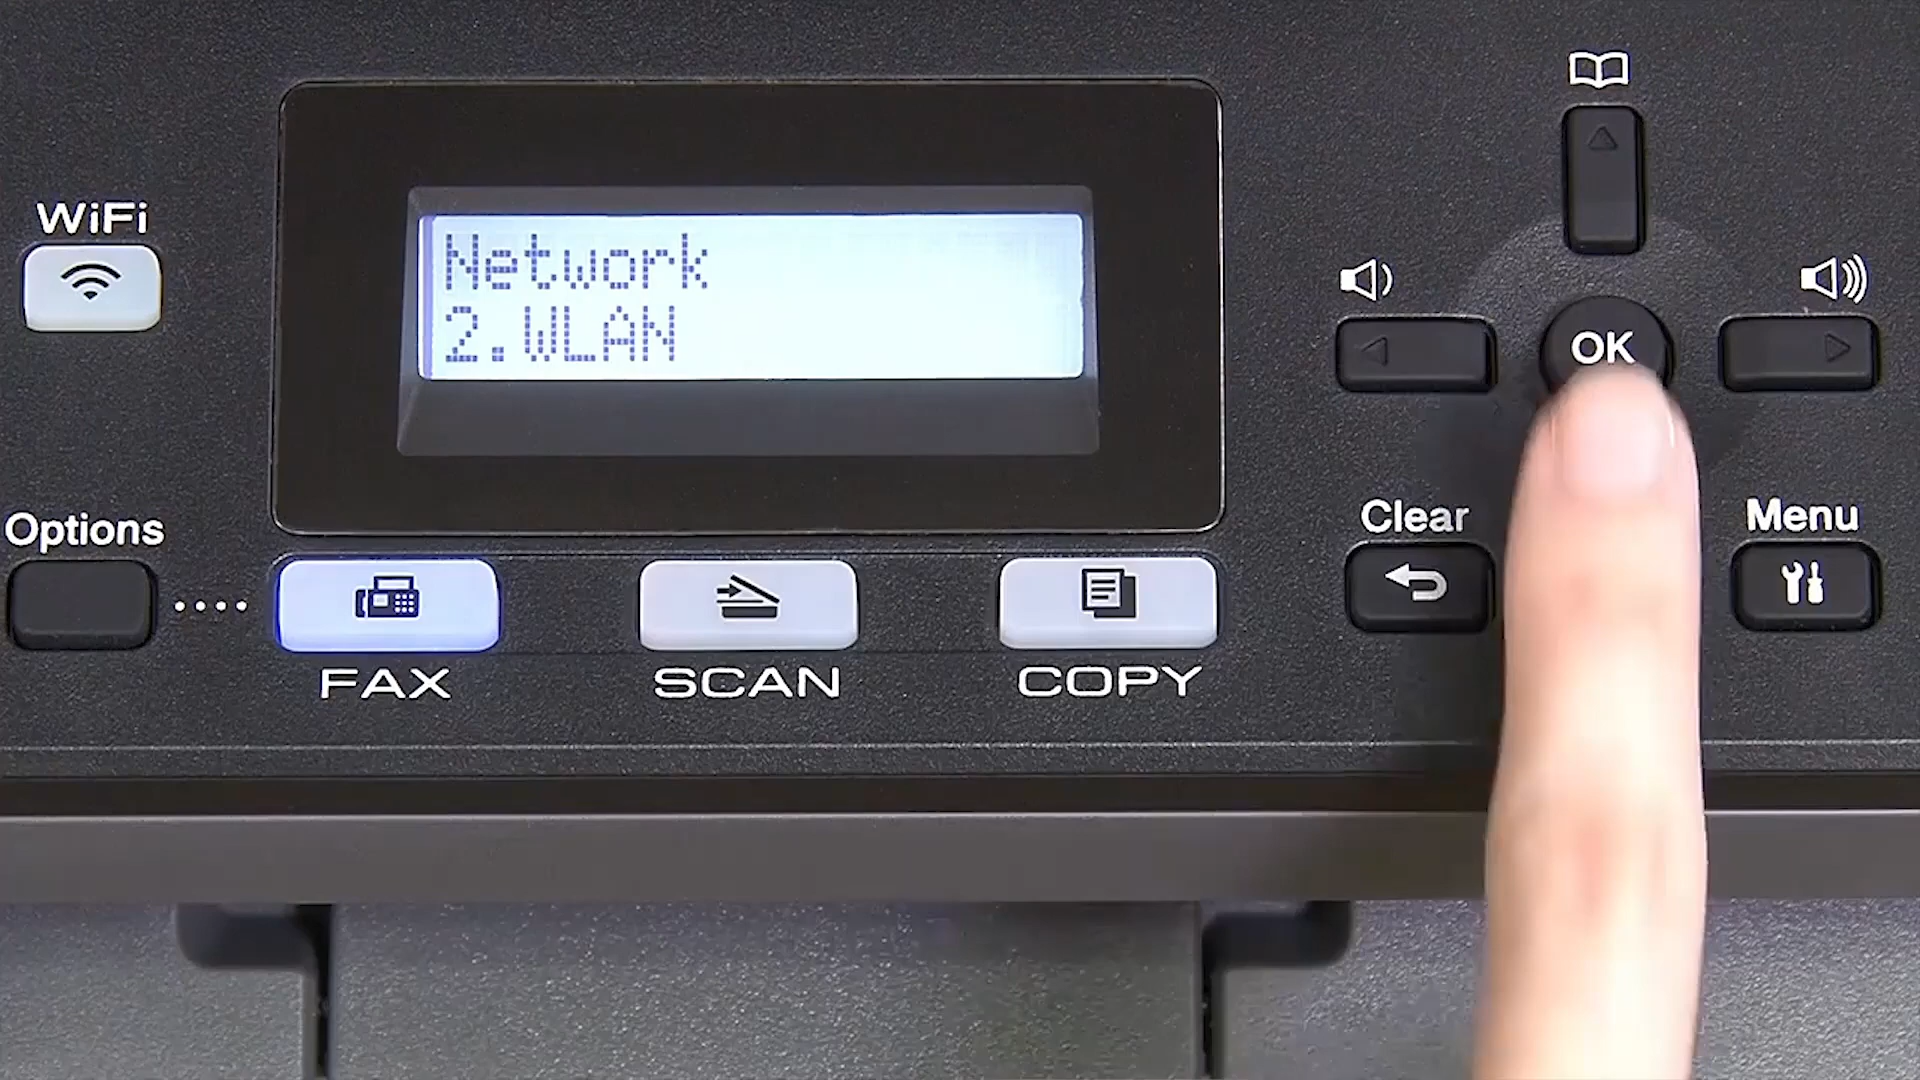 WiFi
Network
2.WLAN
OK
Options
Clear
Menu
FAX
SCAN
COPY